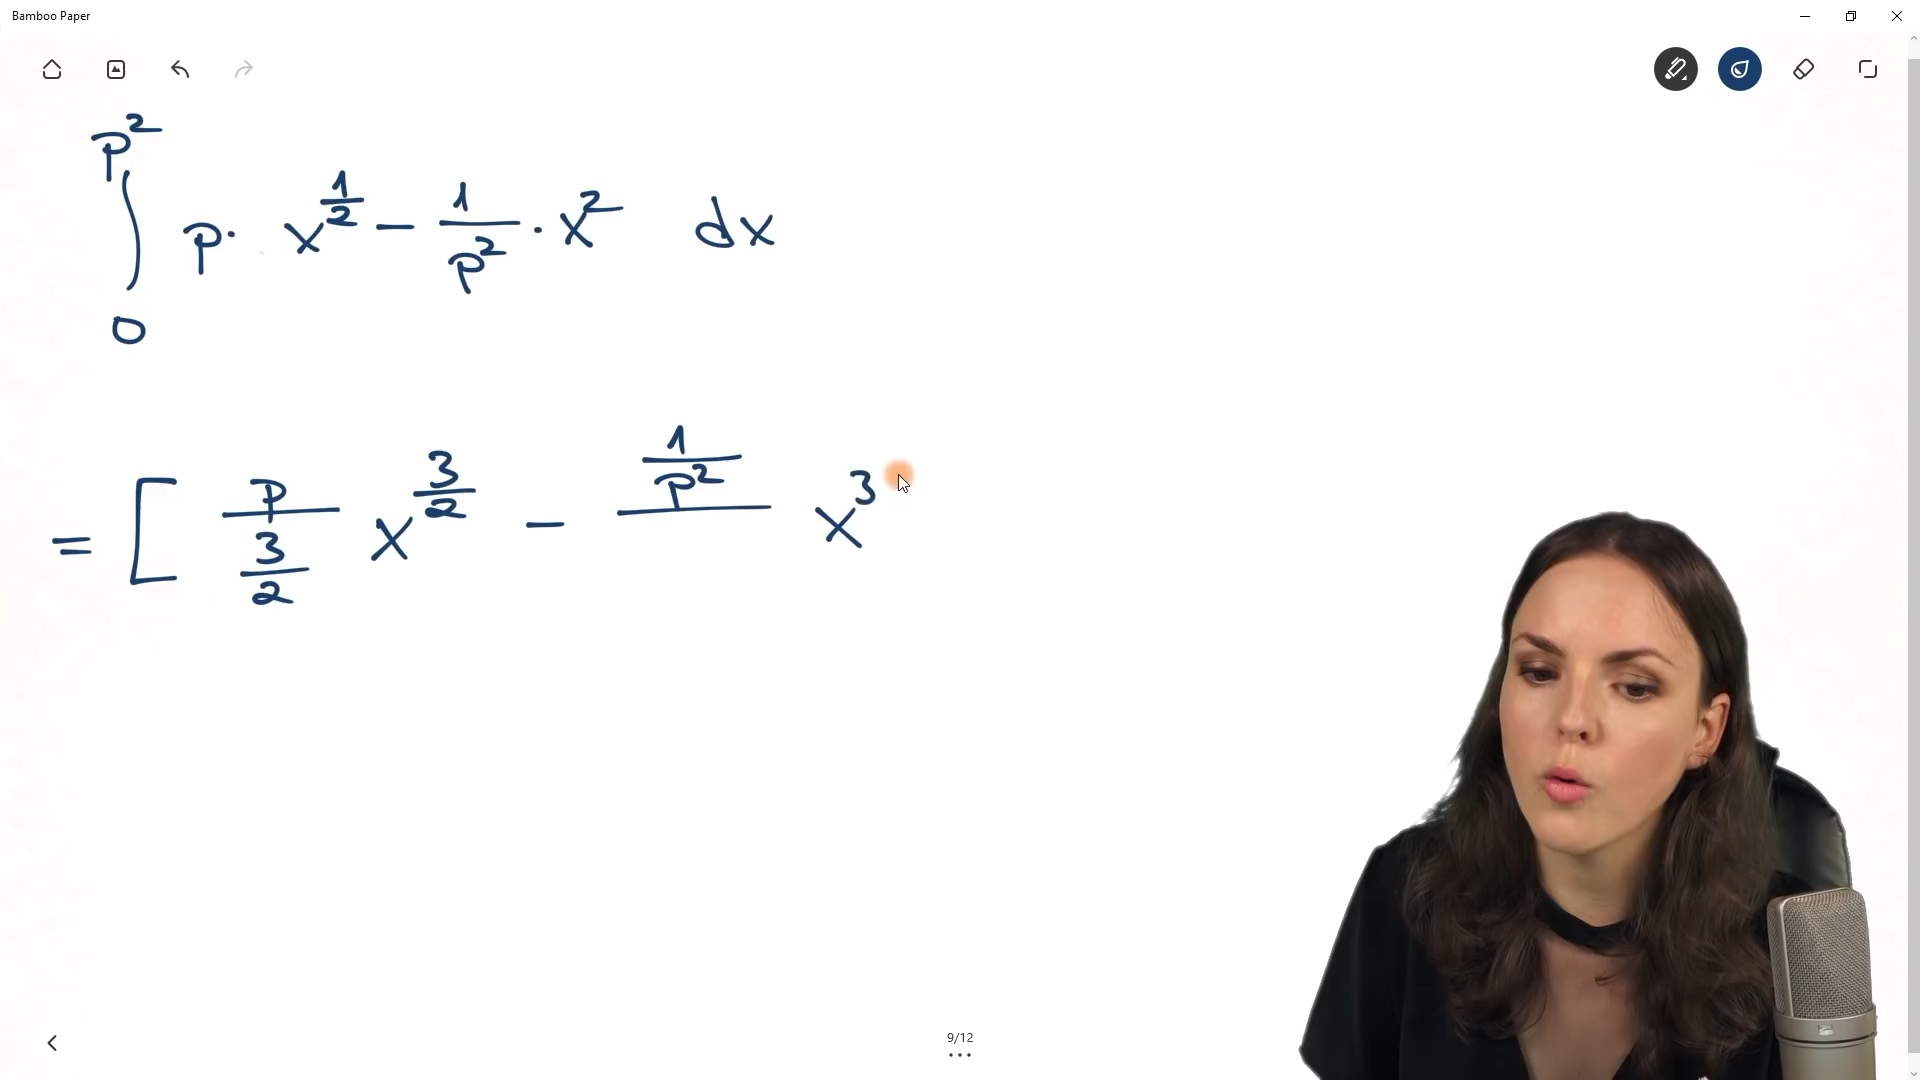 Bamboo Paper
∫₀^{p²} p · x^{1/2} − 1/p² · x² dx
= [ p/(3/2) x^{3/2} − (1/p²)/ x³
9/12